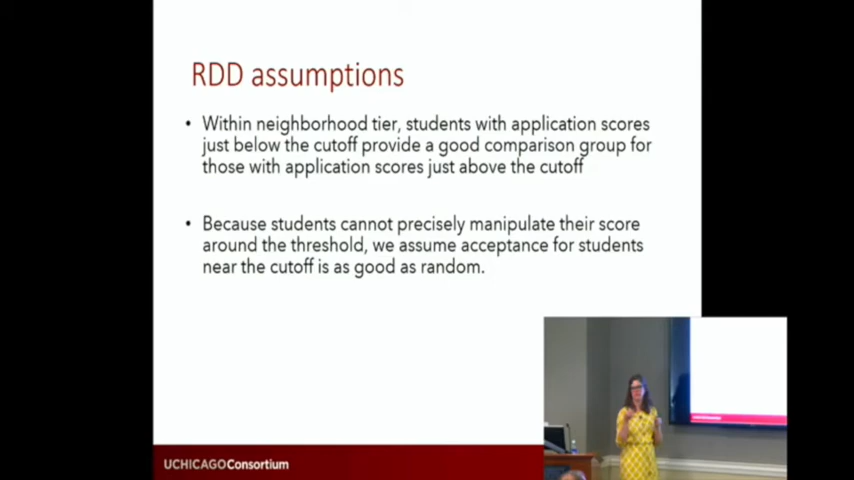 RDD assumptions
• Within neighborhood tier, students with application scores
just below the cutoff provide a good comparison group for
those with application scores just above the cutoff
• Because students cannot precisely manipulate their score
around the threshold, we assume acceptance for students
near the cutoff is as good as random.
UCHICAGOConsortium